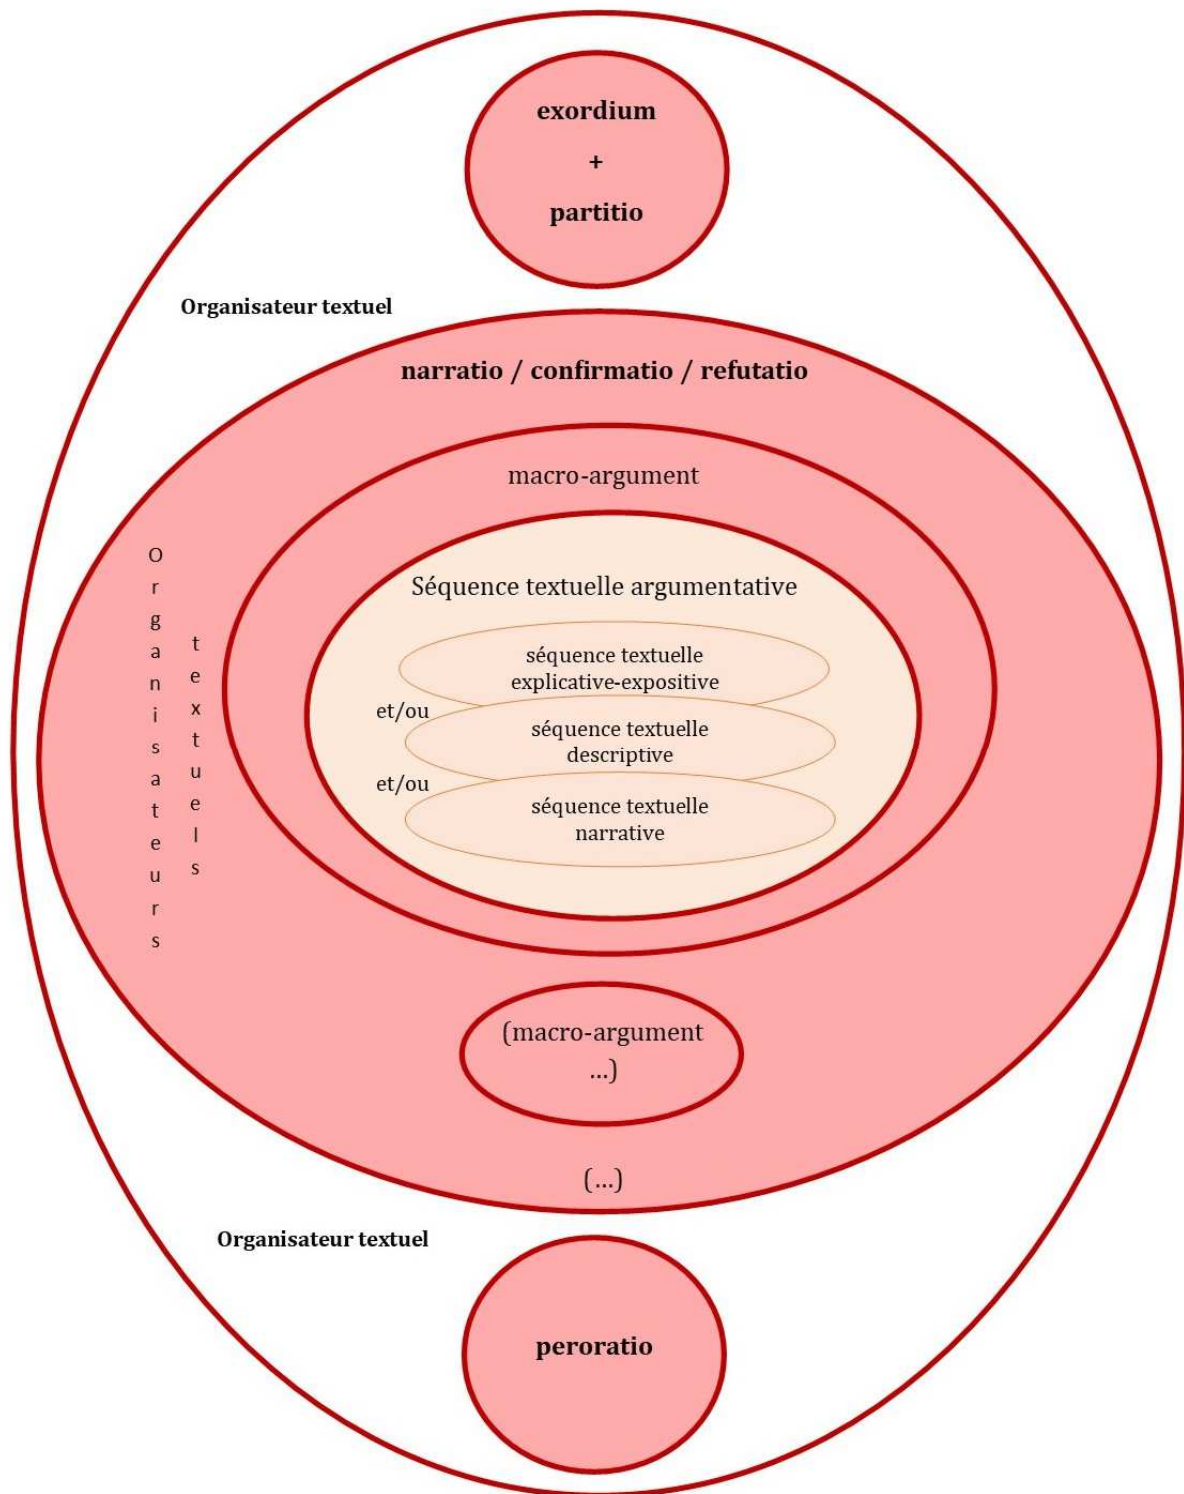 exordium
+
partitio
Organisateur textuel
narratio / confirmatio / refutatio
macro-argument
Organisateurs
textuels
Séquence textuelle argumentative
séquence textuelle
explicative-expositive
et/ou
séquence textuelle
descriptive
et/ou
séquence textuelle
narrative
(macro-argument
...)
(...)
Organisateur textuel
peroratio